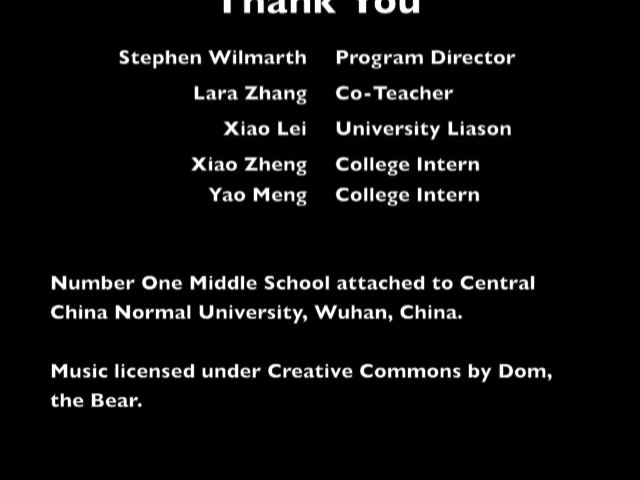 Thank You
Stephen Wilmarth Program Director
Lara Zhang Co-Teacher
Xiao Lei University Liason
Xiao Zheng College Intern
Yao Meng College Intern
Number One Middle School attached to Central
China Normal University, Wuhan, China.
Music licensed under Creative Commons by Dom,
the Bear.